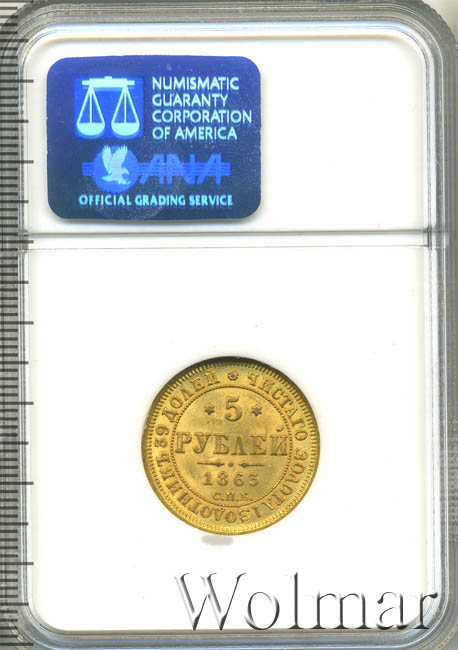 NUMISMATIC
GUARANTY
CORPORATION
OF AMERICA
ANA
OFFICIAL GRADING SERVICE
* ЧИСТАГО ЗОЛОТА 1 ЗОЛОТНИКЪ 39 ДОЛЕЙ
* 5 *
РУБЛЕЙ
1863
С.П.Б.
Wolmar